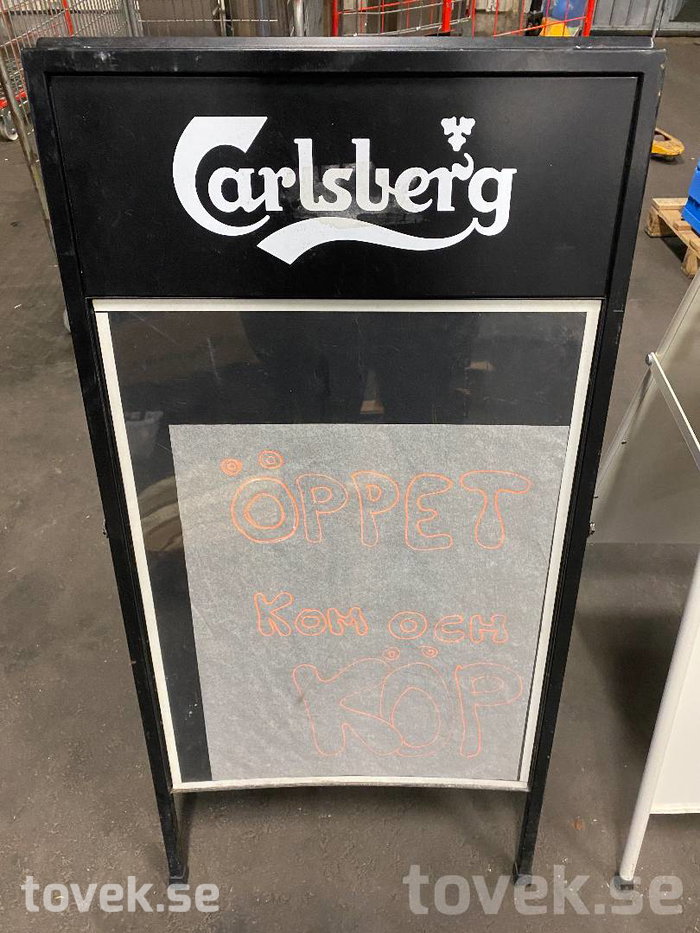 Carlsberg
ÖPPET
KOM OCH
KÖP
tovek.se
tovek.se